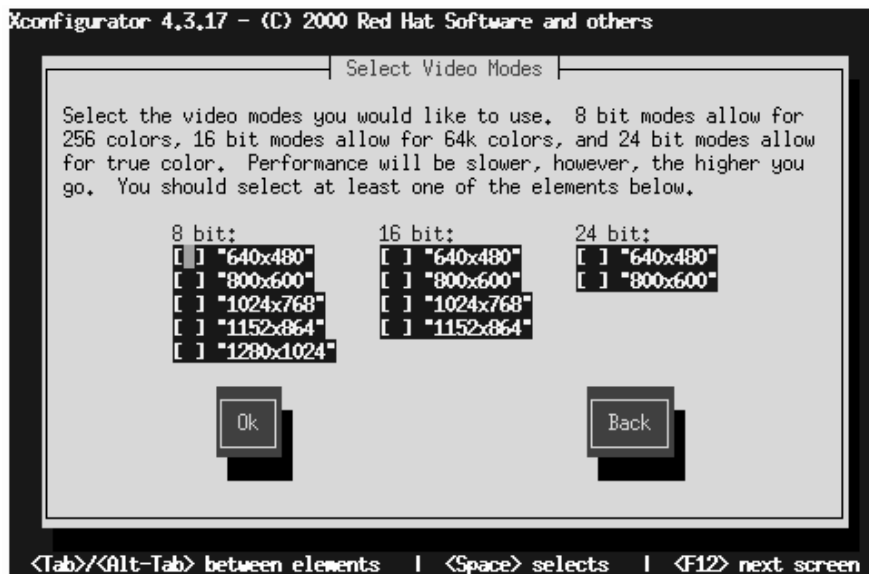 Xconfigurator 4.3.17 - (C) 2000 Red Hat Software and others
Select Video Modes
Select the video modes you would like to use.  8 bit modes allow for
256 colors, 16 bit modes allow for 64k colors, and 24 bit modes allow
for true color.  Performance will be slower, however, the higher you
go.  You should select at least one of the elements below.
8 bit: 16 bit: 24 bit:
[ ] "640x480" [ ] "640x480" [ ] "640x480"
[ ] "800x600" [ ] "800x600" [ ] "800x600"
[ ] "1024x768" [ ] "1024x768"
[ ] "1152x864" [ ] "1152x864"
[ ] "1280x1024"
Ok Back
<Tab>/<Alt-Tab> between elements | <Space> selects | <F12> next screen